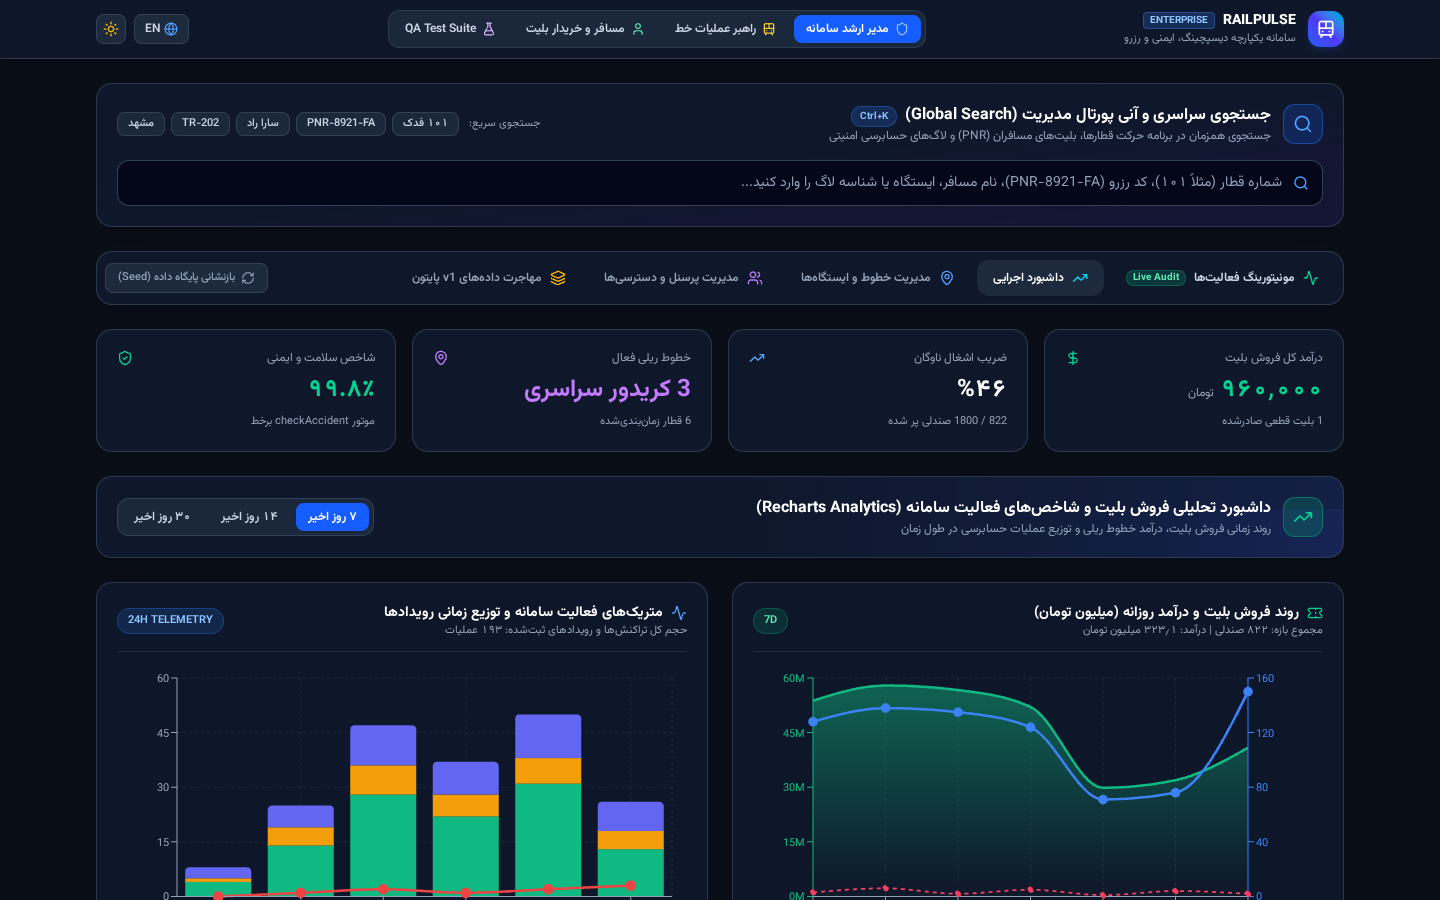 RAILPULSE ENTERPRISE
سامانه یکپارچه دیسپچینگ، ایمنی و رزرو
مدیر ارشد سامانه
راهبر عملیات خط
مسافر و خریدار بلیت
QA Test Suite
EN
جستجوی سراسری و آنی پورتال مدیریت (Global Search) Ctrl+K
جستجوی همزمان در برنامه حرکت قطارها، بلیت‌های مسافران (PNR) و لاگ‌های حسابرسی امنیتی
جستجوی سریع:
۱۰۱ فدک
PNR-8921-FA
سارا راد
TR-202
مشهد
شماره قطار (مثلاً ۱۰۱)، کد رزرو (PNR-8921-FA)، نام مسافر، ایستگاه یا شناسه لاگ را وارد کنید...
مونیتورینگ فعالیت‌ها Live Audit
داشبورد اجرایی
مدیریت خطوط و ایستگاه‌ها
مدیریت پرسنل و دسترسی‌ها
مهاجرت داده‌های v1 پایتون
بازنشانی پایگاه داده (Seed)
درآمد کل فروش بلیت
۹۶۰,۰۰۰ تومان
1 بلیت قطعی صادرشده
ضریب اشغال ناوگان
%۴۶
822 / 1800 صندلی پر شده
خطوط ریلی فعال
3 کریدور سراسری
6 قطار زمان‌بندی‌شده
شاخص سلامت و ایمنی
۹۹.۸٪
موتور checkAccident برخط
داشبورد تحلیلی فروش بلیت و شاخص‌های فعالیت سامانه (Recharts Analytics)
روند زمانی فروش بلیت، درآمد خطوط ریلی و توزیع عملیات حسابرسی در طول زمان
۷ روز اخیر
۱۴ روز اخیر
۳۰ روز اخیر
روند فروش بلیت و درآمد روزانه (میلیون تومان)
مجموع بازه: ۸۲۲ صندلی | درآمد: ۳۲۳٫۱ میلیون تومان
7D
60M
45M
30M
15M
0M
160
120
80
40
0
متریک‌های فعالیت سامانه و توزیع زمانی رویدادها
حجم کل تراکنش‌ها و رویدادهای ثبت‌شده: ۱۹۳ عملیات
24H TELEMETRY
60
45
30
15
0